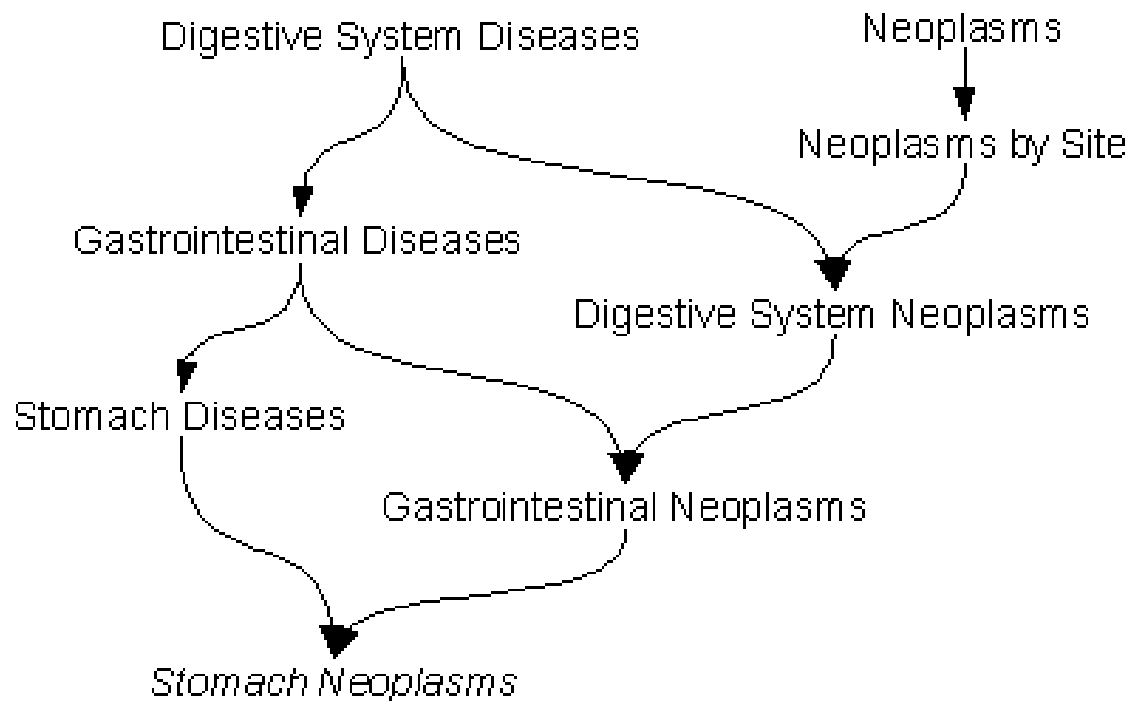 Digestive System Diseases
Neoplasms
Neoplasms by Site
Gastrointestinal Diseases
Digestive System Neoplasms
Stomach Diseases
Gastrointestinal Neoplasms
Stomach Neoplasms